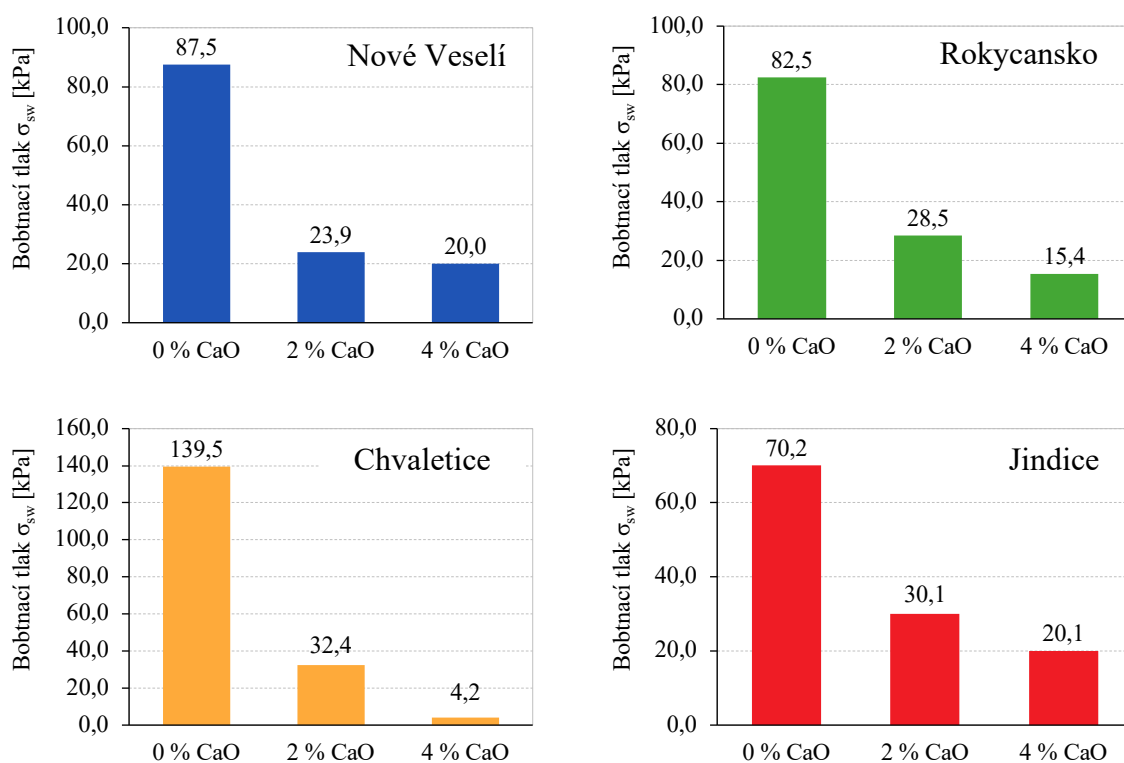 Nové Veselí
Bobtnací tlak σsw [kPa]
100,0
80,0
60,0
40,0
20,0
0,0
87,5
23,9
20,0
0 % CaO
2 % CaO
4 % CaO
Rokycansko
Bobtnací tlak σsw [kPa]
100,0
80,0
60,0
40,0
20,0
0,0
82,5
28,5
15,4
0 % CaO
2 % CaO
4 % CaO
Chvaletice
Bobtnací tlak σsw [kPa]
160,0
140,0
120,0
100,0
80,0
60,0
40,0
20,0
0,0
139,5
32,4
4,2
0 % CaO
2 % CaO
4 % CaO
Jindice
Bobtnací tlak σsw [kPa]
80,0
60,0
40,0
20,0
0,0
70,2
30,1
20,1
0 % CaO
2 % CaO
4 % CaO